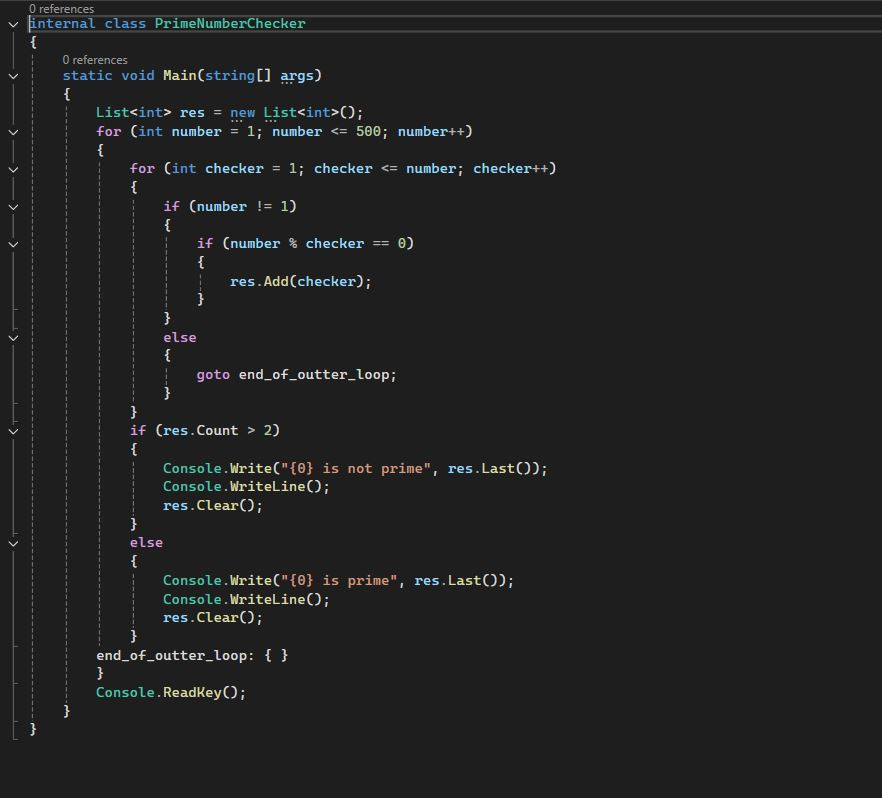 0 references
internal class PrimeNumberChecker
{
0 references
static void Main(string[] args)
{
List<int> res = new List<int>();
for (int number = 1; number <= 500; number++)
{
for (int checker = 1; checker <= number; checker++)
{
if (number != 1)
{
if (number % checker == 0)
{
res.Add(checker);
}
}
else
{
goto end_of_outter_loop;
}
}
if (res.Count > 2)
{
Console.Write("{0} is not prime", res.Last());
Console.WriteLine();
res.Clear();
}
else
{
Console.Write("{0} is prime", res.Last());
Console.WriteLine();
res.Clear();
}
end_of_outter_loop: { }
}
Console.ReadKey();
}
}